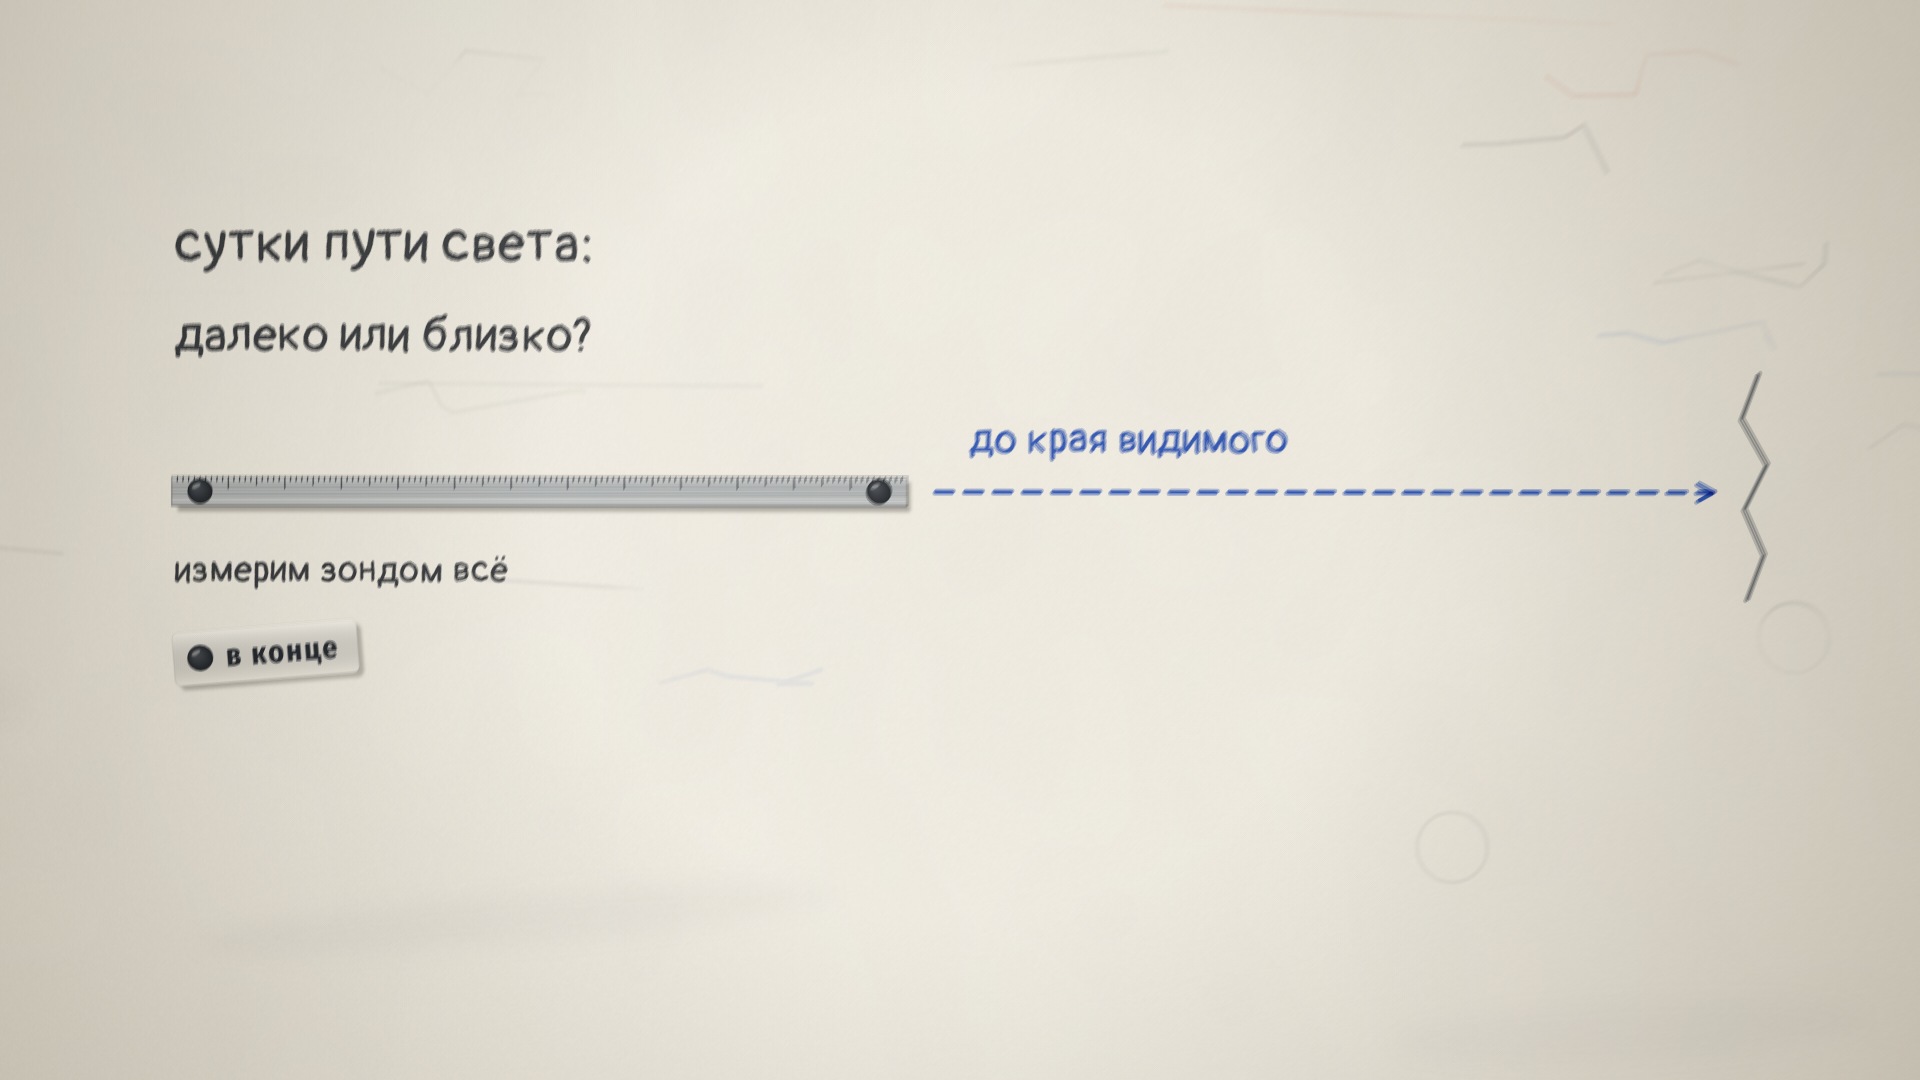 сутки пути света:
далеко или близко?
до края видимого
измерим зондом всё
в конце